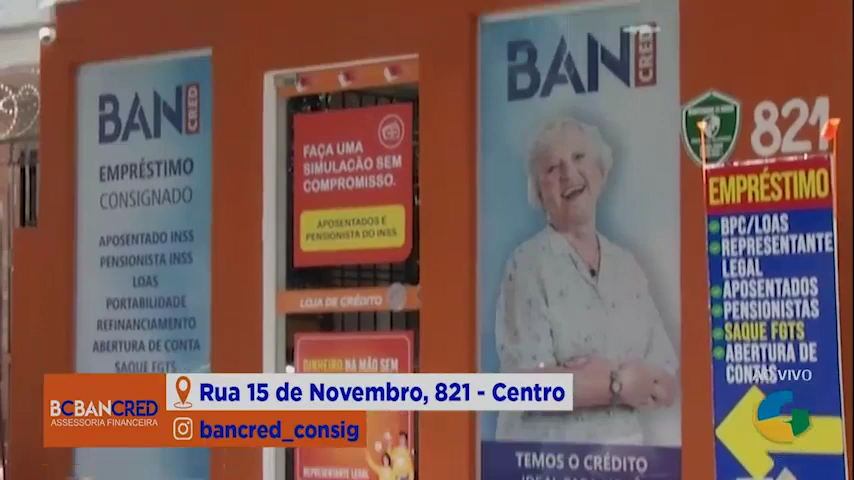 BAN
CRED
EMPRÉSTIMO
CONSIGNADO
APOSENTADO INSS
PENSIONISTA INSS
LOAS
PORTABILIDADE
REFINANCIAMENTO
ABERTURA DE CONTA
SAQUE FGTS
FAÇA UMA
SIMULAÇÃO SEM
COMPROMISSO.
APOSENTADOS E
PENSIONISTA DO INSS
LOJA DE CRÉDITO
DINHEIRO NA MÃO SEM
REPRESENTANTE LEGAL
BAN
CRED
TEMOS O CRÉDITO
821
EMPRÉSTIMO
BPC/LOAS
REPRESENTANTE
LEGAL
APOSENTADOS
PENSIONISTAS
SAQUE FGTS
ABERTURA DE
CONTAS
AO VIVO
BCBANCRED
ASSESSORIA FINANCEIRA
Rua 15 de Novembro, 821 - Centro
bancred_consig